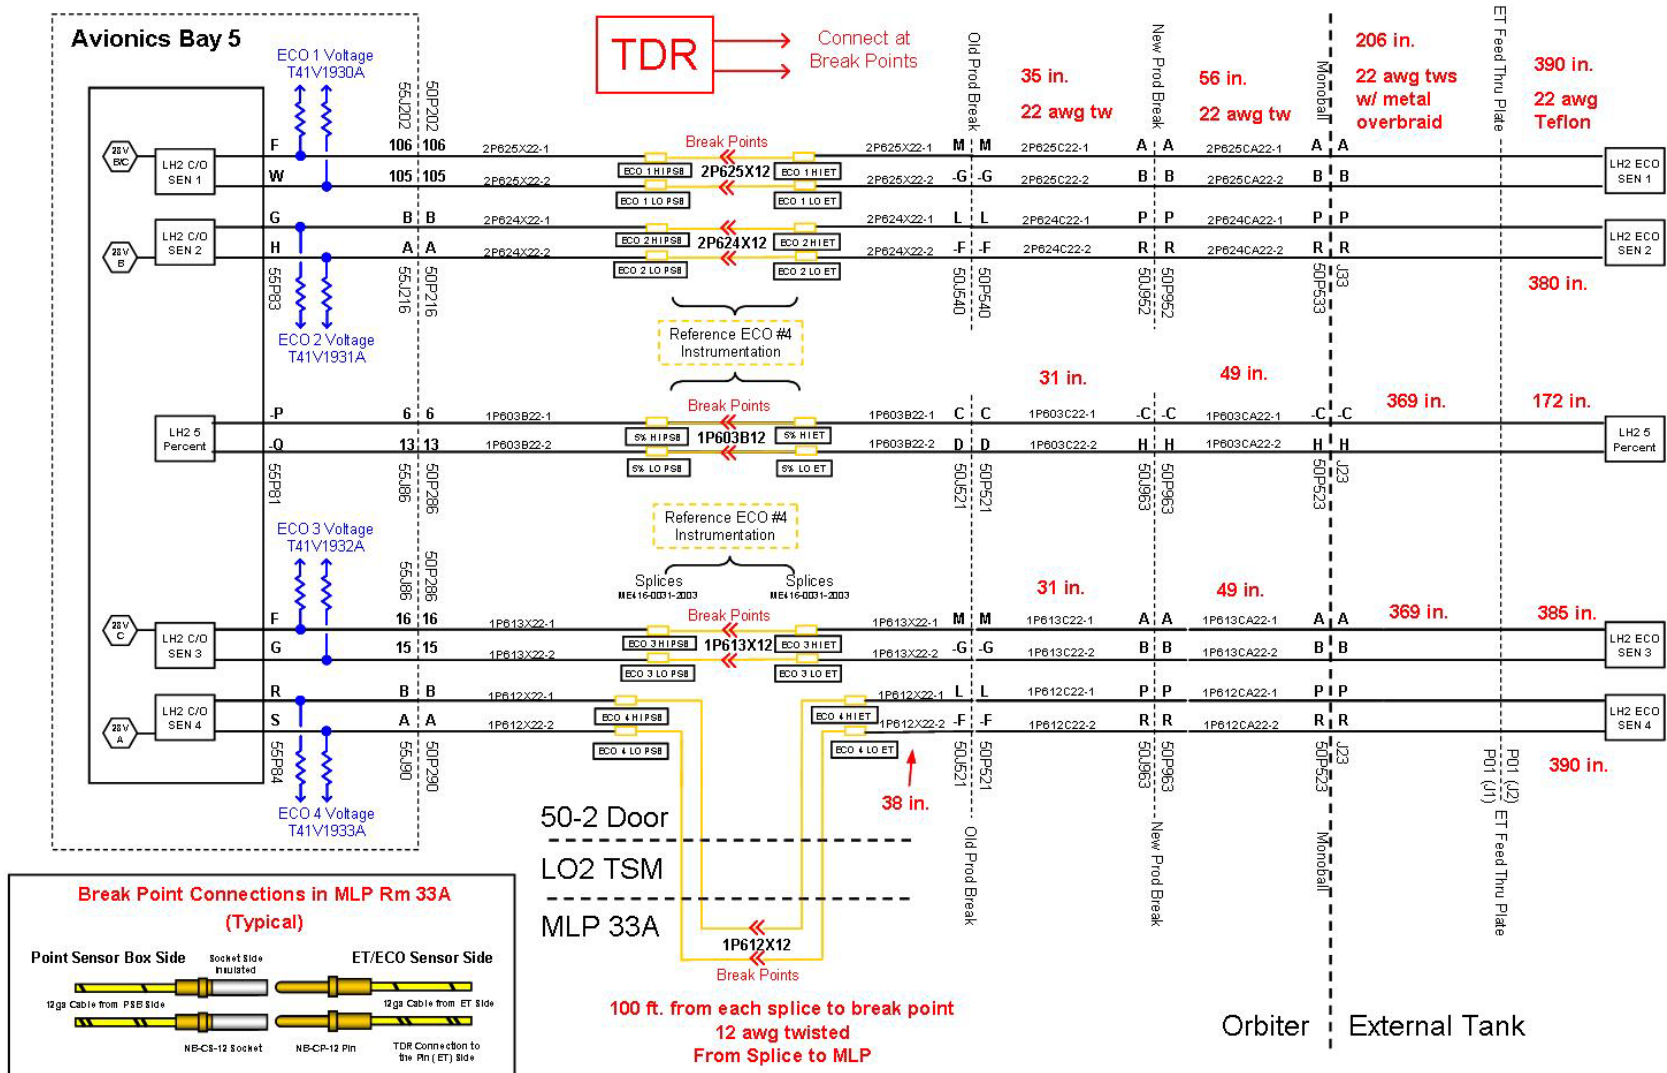 Avionics Bay 5
ECO 1 Voltage
T41V1930A
55J202
50P202
TDR
Connect at
Break Points
Old Prod Break
35 in.
22 awg tw
New Prod Break
56 in.
22 awg tw
Monoball
206 in.
22 awg tws
w/ metal
overbraid
ET Feed Thru Plate
390 in.
22 awg
Teflon
28V
B/C
LH2 C/O
SEN 1
F
106 106
2P625X22-1
Break Points
2P625X22-1
M M
2P625C22-1
A A
2P625CA22-1
A A
LH2 ECO
SEN 1
ECO 1 HI PSB
2P625X12
ECO 1 HI ET
W
105 105
2P625X22-2
2P625X22-2
-G -G
2P625C22-2
B B
2P625CA22-2
B B
ECO 1 LO PSB
ECO 1 LO ET
28V
B
LH2 C/O
SEN 2
G
B B
2P624X22-1
2P624X22-1
L L
2P624C22-1
P P
2P624CA22-1
P P
LH2 ECO
SEN 2
ECO 2 HI PSB
2P624X12
ECO 2 HI ET
H
A A
2P624X22-2
2P624X22-2
-F -F
2P624C22-2
R R
2P624CA22-2
R R
ECO 2 LO PSB
ECO 2 LO ET
55P83
55J216
50P216
50J540
50P540
50J952
50P952
50P533
J33
380 in.
ECO 2 Voltage
T41V1931A
Reference ECO #4
Instrumentation
31 in.
49 in.
369 in.
172 in.
LH2 5
Percent
-P
6 6
1P603B22-1
Break Points
1P603B22-1
C C
1P603C22-1
-C -C
1P603CA22-1
-C -C
LH2 5
Percent
5% HI PSB
1P603B12
5% HI ET
-Q
13 13
1P603B22-2
1P603B22-2
D D
1P603C22-2
H H
1P603CA22-2
H H
5% LO PSB
5% LO ET
55P81
55J86
50P286
50J521
50P521
50J963
50P963
50P523
J23
ECO 3 Voltage
T41V1932A
Reference ECO #4
Instrumentation
55J86
50P286
Splices
ME416-0031-2003
Splices
ME416-0031-2003
31 in.
49 in.
369 in.
385 in.
28V
C
LH2 C/O
SEN 3
F
16 16
1P613X22-1
Break Points
1P613X22-1
M M
1P613C22-1
A A
1P613CA22-1
A A
LH2 ECO
SEN 3
ECO 3 HI PSB
1P613X12
ECO 3 HI ET
G
15 15
1P613X22-2
1P613X22-2
-G -G
1P613C22-2
B B
1P613CA22-2
B B
ECO 3 LO PSB
ECO 3 LO ET
28V
A
LH2 C/O
SEN 4
R
B B
1P612X22-1
1P612X22-1
L L
1P612C22-1
P P
1P612CA22-1
P P
LH2 ECO
SEN 4
ECO 4 HI PSB
ECO 4 HI ET
S
A A
1P612X22-2
1P612X22-2
-F -F
1P612C22-2
R R
1P612CA22-2
R R
ECO 4 LO PSB
ECO 4 LO ET
55P84
55J90
50P290
50J521
50P521
50J963
50P963
50P523
J23
P01 (J1)
P01 (J2)
390 in.
ECO 4 Voltage
T41V1933A
38 in.
50-2 Door
LO2 TSM
MLP 33A
1P612X12
Break Points
Old Prod Break
New Prod Break
Monoball
ET Feed Thru Plate
100 ft. from each splice to break point
12 awg twisted
From Splice to MLP
Orbiter
External Tank
Break Point Connections in MLP Rm 33A
(Typical)
Point Sensor Box Side
Socket Side
Insulated
ET/ECO Sensor Side
12ga Cable from PSB Side
12ga Cable from ET Side
NB-CS-12 Socket
NB-CP-12 Pin
TDR Connection to
the Pin (ET) Side